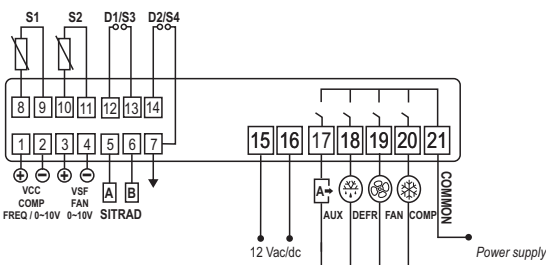 S1 S2 D1/S3 D2/S4
8 9 10 11 12 13 14
1 2 3 4 5 6 7
15 16 17 18 19 20 21
VCC COMP FREQ / 0~10V
VSF FAN 0~10V
A B
SITRAD
A
AUX DEFR FAN COMP
COMMON
12 Vac/dc
Power supply